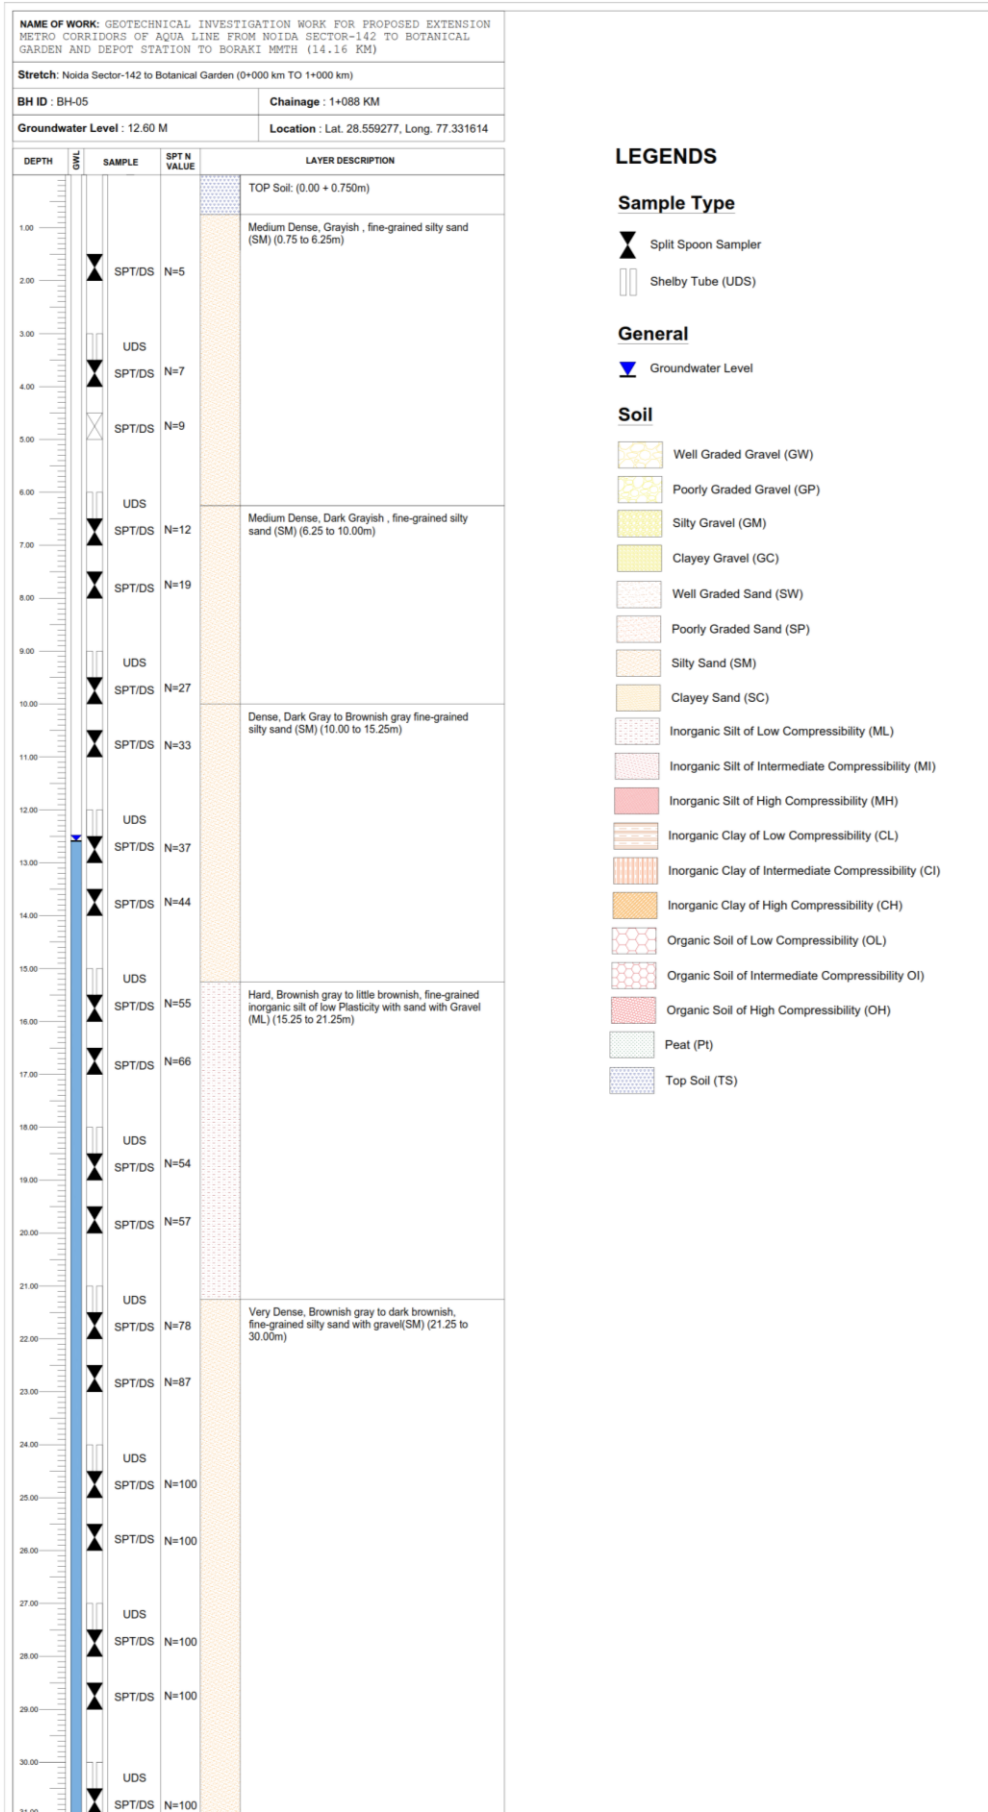 NAME OF WORK: GEOTECHNICAL INVESTIGATION WORK FOR PROPOSED EXTENSION
METRO CORRIDORS OF AQUA LINE FROM NOIDA SECTOR-142 TO BOTANICAL
GARDEN AND DEPOT STATION TO BORAKI MMTH (14.16 KM)
Stretch: Noida Sector-142 to Botanical Garden (0+000 km TO 1+000 km)
BH ID : BH-05
Chainage : 1+088 KM
Groundwater Level : 12.60 M
Location : Lat. 28.559277, Long. 77.331614
DEPTH GWL SAMPLE SPT N VALUE LAYER DESCRIPTION
TOP Soil: (0.00 + 0.750m)
Medium Dense, Grayish , fine-grained silty sand
(SM) (0.75 to 6.25m)
1.00
SPT/DS N=5
2.00
3.00
UDS
SPT/DS N=7
4.00
SPT/DS N=9
5.00
6.00
UDS
Medium Dense, Dark Grayish , fine-grained silty
sand (SM) (6.25 to 10.00m)
SPT/DS N=12
7.00
SPT/DS N=19
8.00
9.00
UDS
SPT/DS N=27
10.00
Dense, Dark Gray to Brownish gray fine-grained
silty sand (SM) (10.00 to 15.25m)
SPT/DS N=33
11.00
12.00
UDS
SPT/DS N=37
13.00
SPT/DS N=44
14.00
15.00
UDS
Hard, Brownish gray to little brownish, fine-grained
inorganic silt of low Plasticity with sand with Gravel
(ML) (15.25 to 21.25m)
SPT/DS N=55
16.00
SPT/DS N=66
17.00
18.00
UDS
SPT/DS N=54
19.00
SPT/DS N=57
20.00
21.00
UDS
Very Dense, Brownish gray to dark brownish,
fine-grained silty sand with gravel(SM) (21.25 to
30.00m)
SPT/DS N=78
22.00
SPT/DS N=87
23.00
24.00
UDS
SPT/DS N=100
25.00
SPT/DS N=100
26.00
27.00
UDS
SPT/DS N=100
28.00
SPT/DS N=100
29.00
30.00
UDS
SPT/DS N=100
31.00
LEGENDS
Sample Type
Split Spoon Sampler
Shelby Tube (UDS)
General
Groundwater Level
Soil
Well Graded Gravel (GW)
Poorly Graded Gravel (GP)
Silty Gravel (GM)
Clayey Gravel (GC)
Well Graded Sand (SW)
Poorly Graded Sand (SP)
Silty Sand (SM)
Clayey Sand (SC)
Inorganic Silt of Low Compressibility (ML)
Inorganic Silt of Intermediate Compressibility (MI)
Inorganic Silt of High Compressibility (MH)
Inorganic Clay of Low Compressibility (CL)
Inorganic Clay of Intermediate Compressibility (CI)
Inorganic Clay of High Compressibility (CH)
Organic Soil of Low Compressibility (OL)
Organic Soil of Intermediate Compressibility OI)
Organic Soil of High Compressibility (OH)
Peat (Pt)
Top Soil (TS)